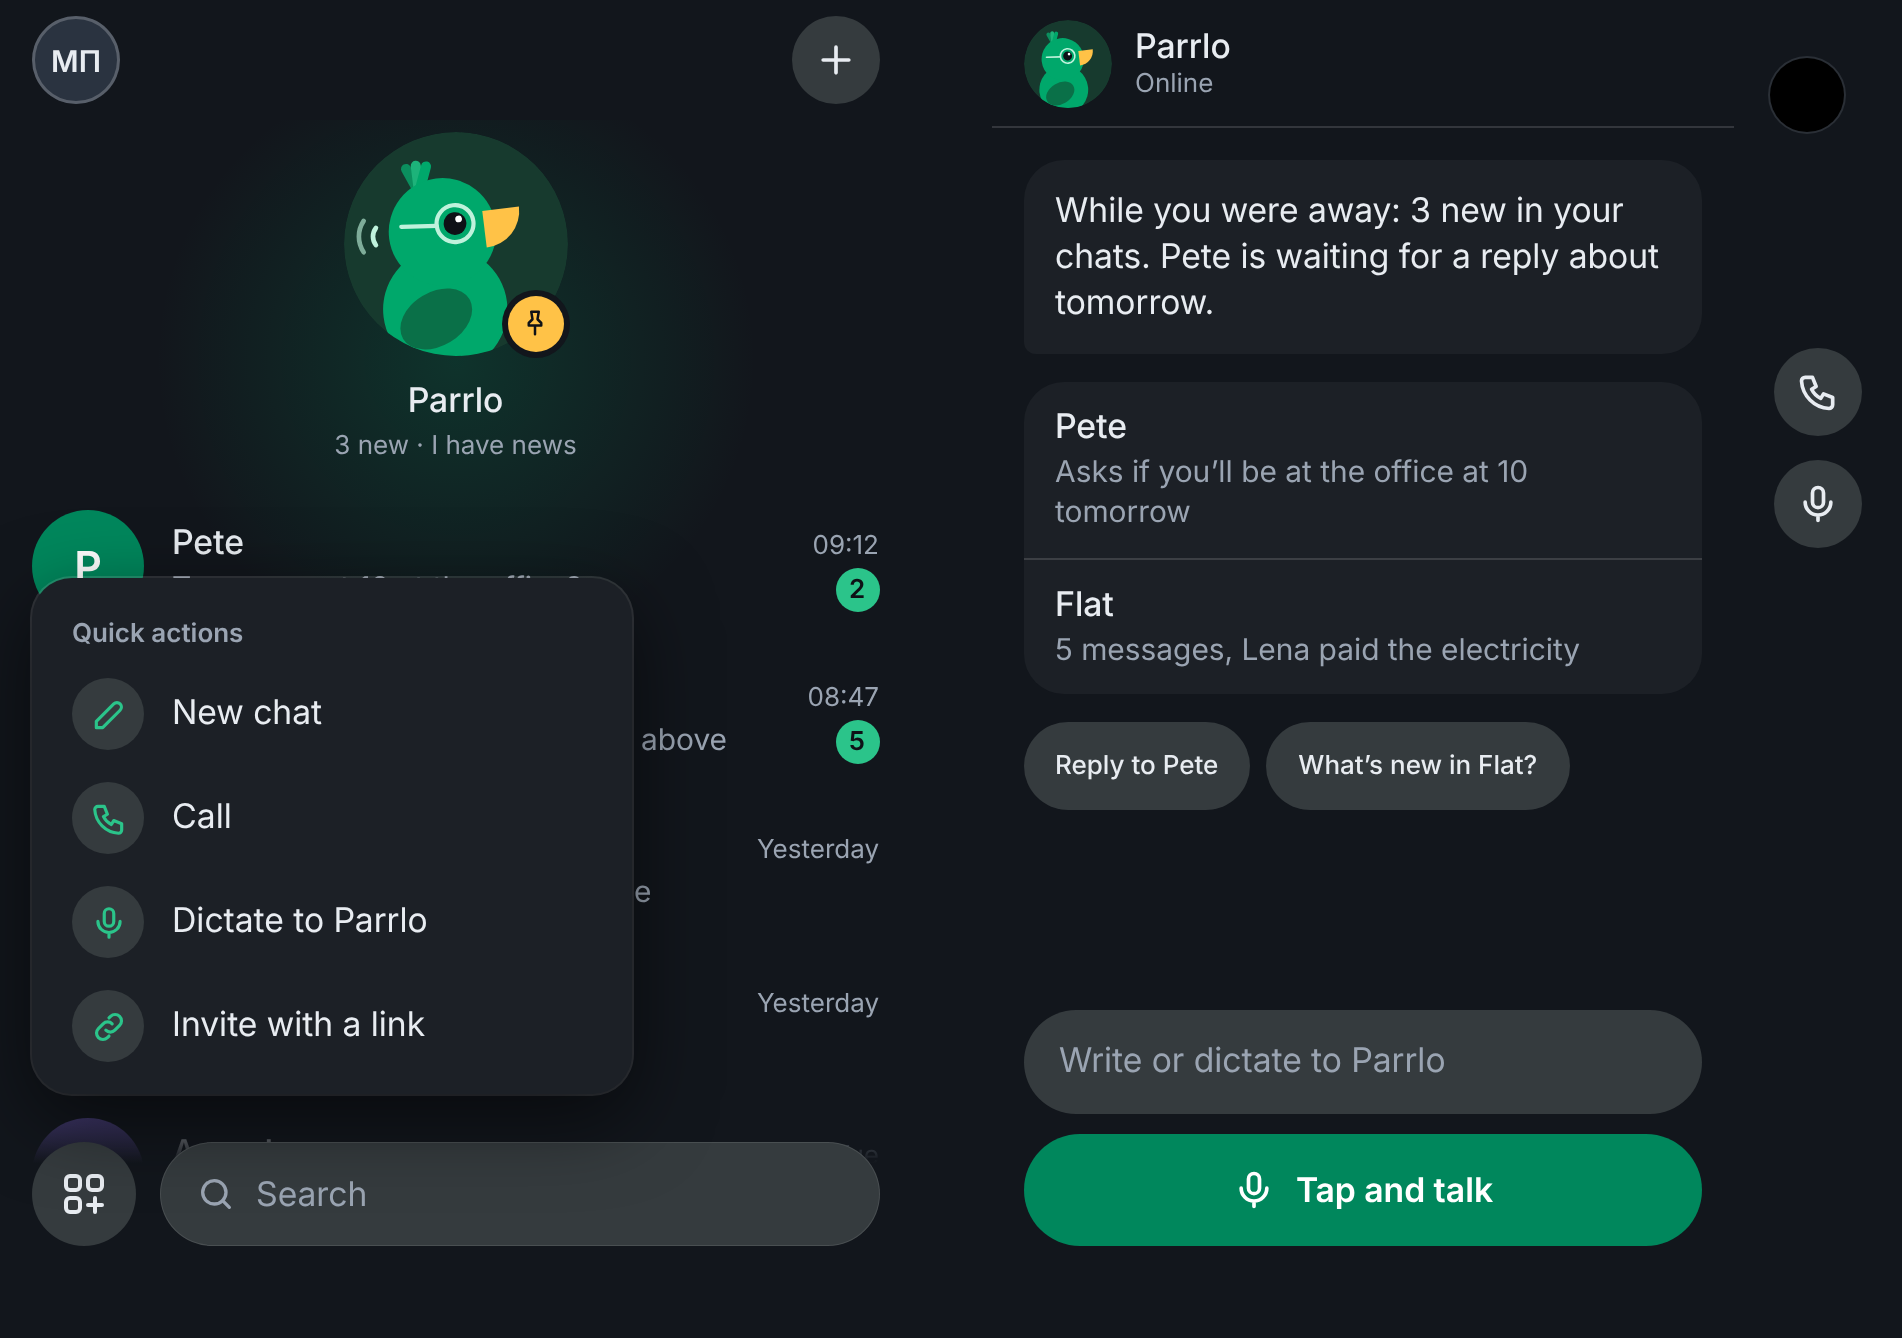 МП
Parrlo
3 new · I have news
Pete
09:12
2
08:47
above
5
Yesterday
e
Yesterday
Quick actions
New chat
Call
Dictate to Parrlo
Invite with a link
Search
Parrlo
Online
While you were away: 3 new in your
chats. Pete is waiting for a reply about
tomorrow.
Pete
Asks if you’ll be at the office at 10
tomorrow
Flat
5 messages, Lena paid the electricity
Reply to Pete
What’s new in Flat?
Write or dictate to Parrlo
Tap and talk